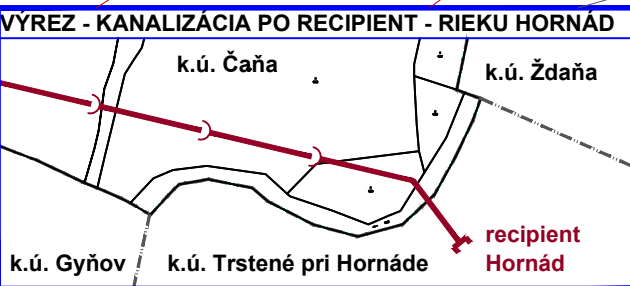 VÝREZ - KANALIZÁCIA PO RECIPIENT - RIEKU HORNÁD
k.ú. Čaňa
k.ú. Ždaňa
recipient
Hornád
k.ú. Gyňov
k.ú. Trstené pri Hornáde